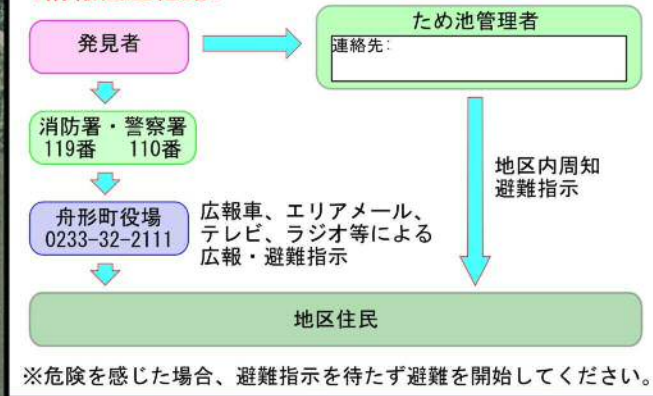 発見者
ため池管理者
連絡先:
消防署・警察署
119番 110番
地区内周知
避難指示
舟形町役場
0233-32-2111
広報車、エリアメール、
テレビ、ラジオ等による
広報・避難指示
地区住民
※危険を感じた場合、避難指示を待たず避難を開始してください。